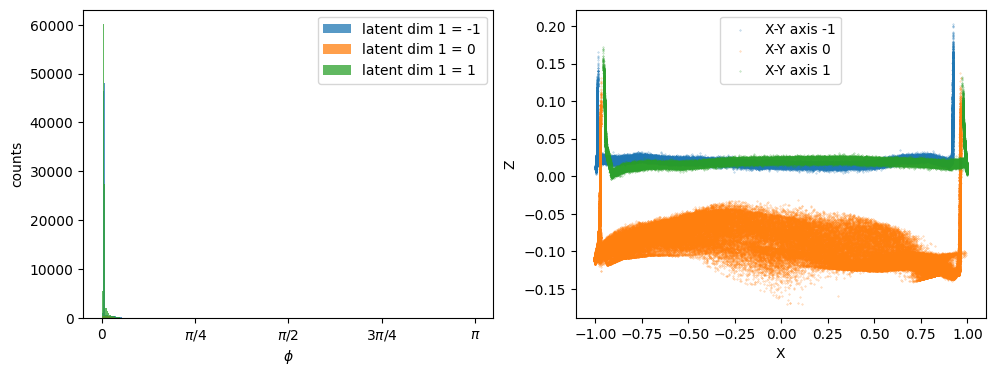 60000
50000
40000
30000
20000
10000
0
counts
0
π/4
π/2
3π/4
π
ϕ
latent dim 1 = -1
latent dim 1 = 0
latent dim 1 = 1
0.20
0.15
0.10
0.05
0.00
−0.05
−0.10
−0.15
Z
−1.00
−0.75
−0.50
−0.25
0.00
0.25
0.50
0.75
1.00
X
X-Y axis -1
X-Y axis 0
X-Y axis 1